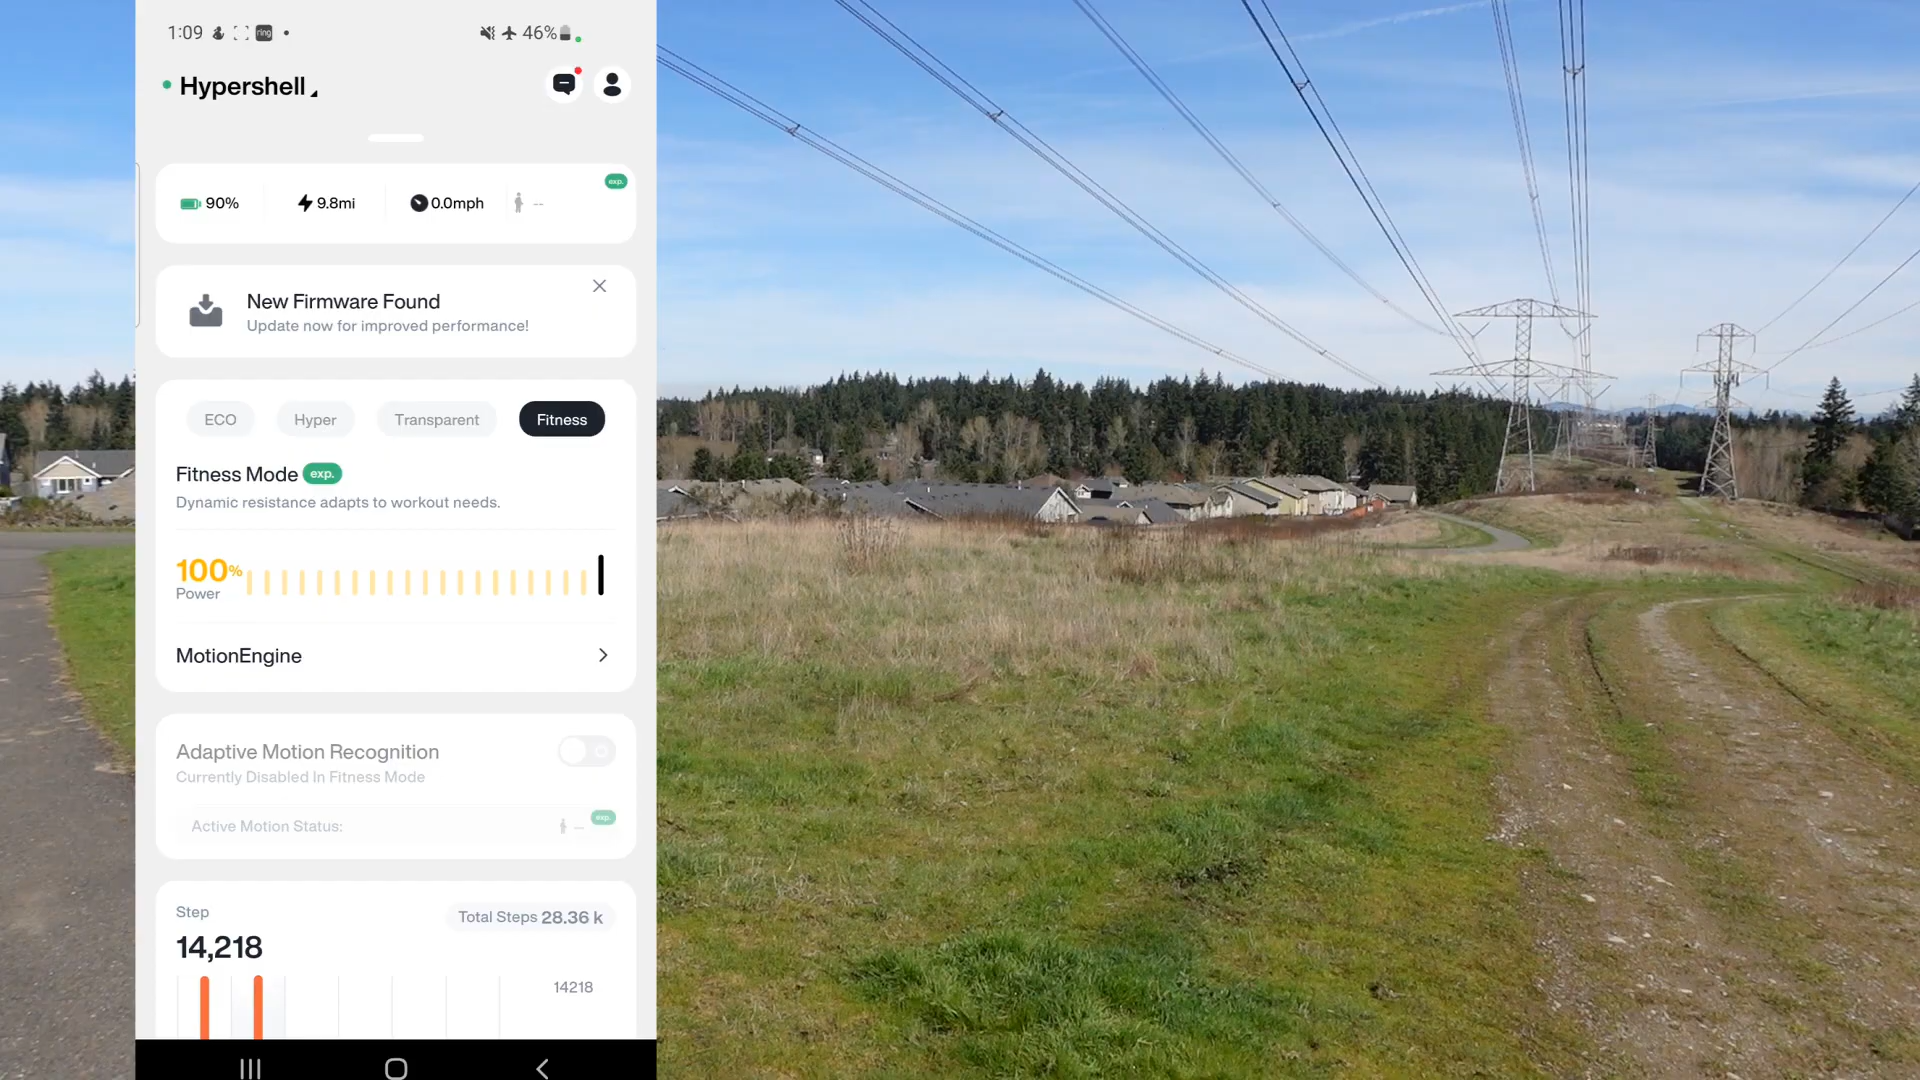 1:09 ring 46%
Hypershell
exp.
90% 9.8mi 0.0mph --
New Firmware Found
Update now for improved performance!
ECO Hyper Transparent Fitness
Fitness Mode exp.
Dynamic resistance adapts to workout needs.
100%
Power
MotionEngine
Adaptive Motion Recognition
Currently Disabled In Fitness Mode
Active Motion Status: -- exp.
Step
Total Steps 28.36 k
14,218
14218